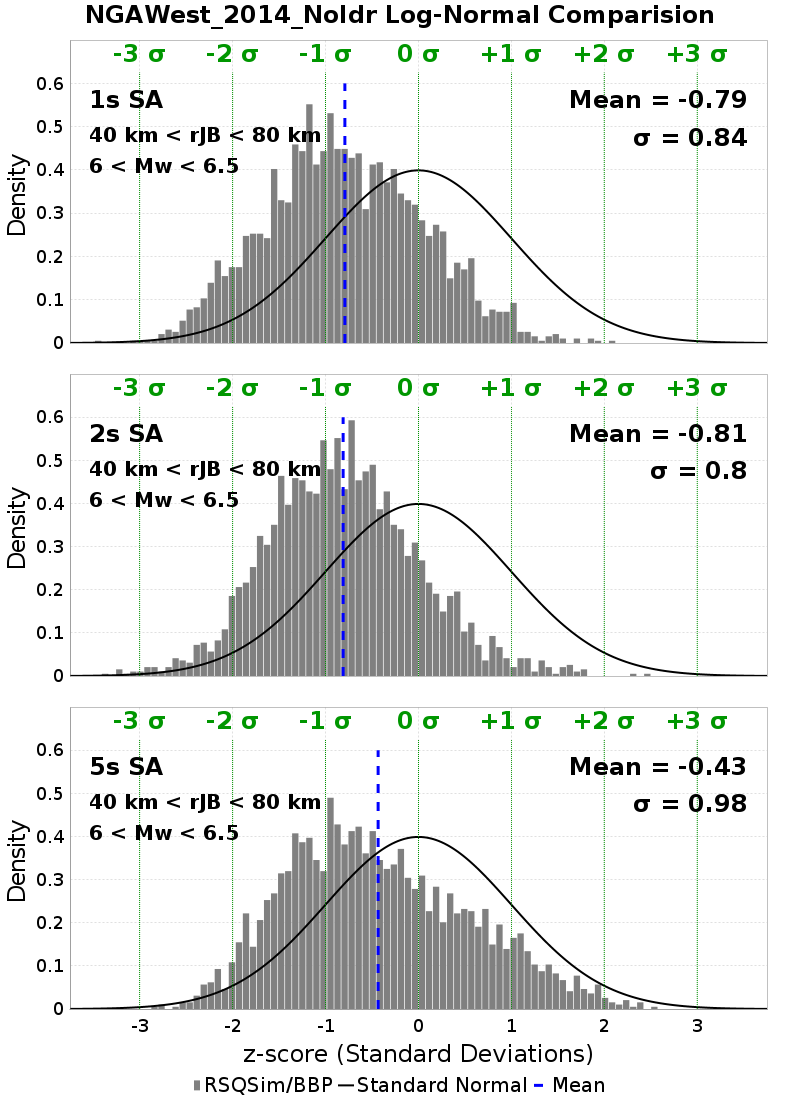 NGAWest_2014_NoIdr Log-Normal Comparision
-3 σ -2 σ -1 σ 0 σ +1 σ +2 σ +3 σ
0.6
1s SA Mean = -0.79
0.5
40 km < rJB < 80 km σ = 0.84
6 < Mw < 6.5
0.4
Density
0.3
0.2
0.1
0
-3 σ -2 σ -1 σ 0 σ +1 σ +2 σ +3 σ
0.6
2s SA Mean = -0.81
0.5
40 km < rJB < 80 km σ = 0.8
6 < Mw < 6.5
0.4
Density
0.3
0.2
0.1
0
-3 σ -2 σ -1 σ 0 σ +1 σ +2 σ +3 σ
0.6
5s SA Mean = -0.43
0.5
40 km < rJB < 80 km σ = 0.98
6 < Mw < 6.5
0.4
Density
0.3
0.2
0.1
0
-3 -2 -1 0 1 2 3
z-score (Standard Deviations)
RSQSim/BBP Standard Normal Mean